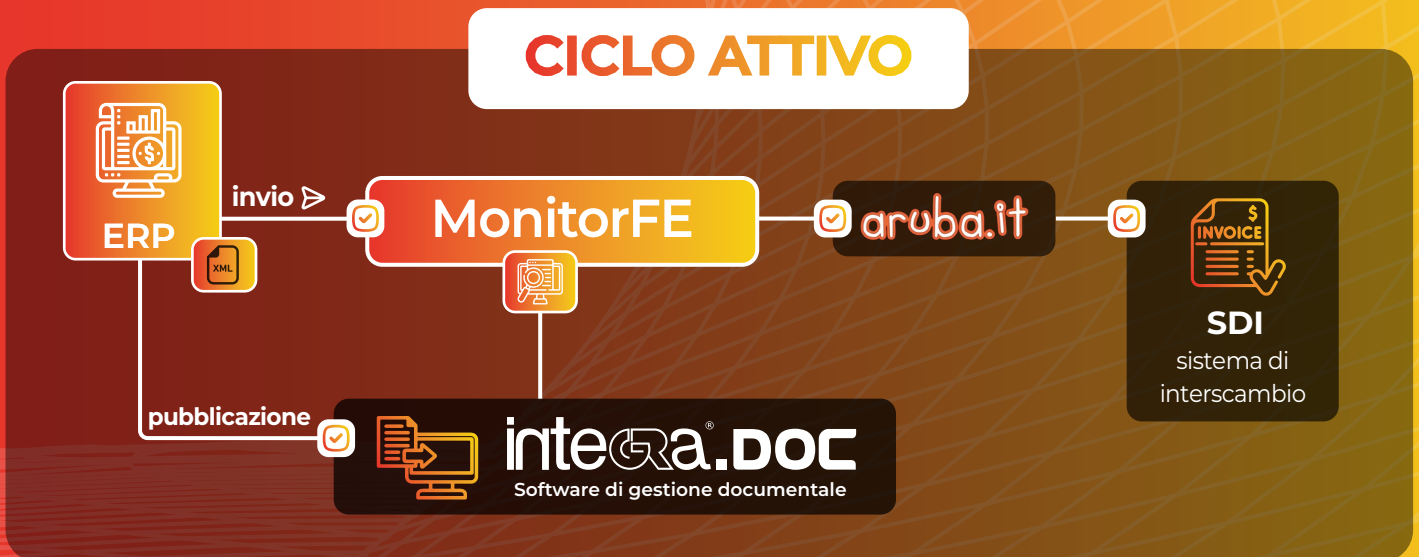 CICLO ATTIVO
ERP
XML
invio
MonitorFE
aruba.it
$
INVOICE
SDI
sistema di
interscambio
pubblicazione
inteGRa®.DOC
Software di gestione documentale